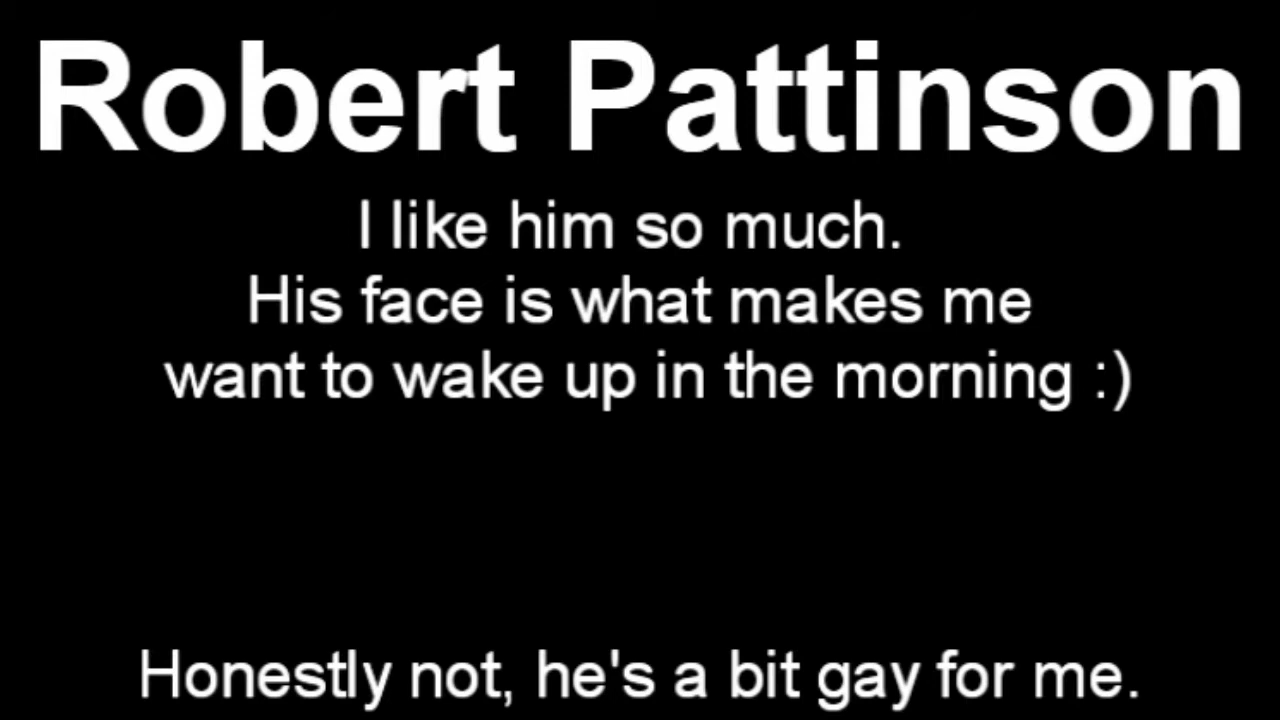 Robert Pattinson
I like him so much.
His face is what makes me
want to wake up in the morning :)
Honestly not, he's a bit gay for me.